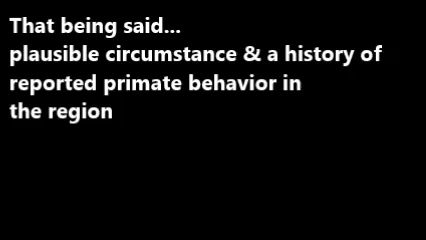 That being said...
plausible circumstance & a history of
reported primate behavior in
the region